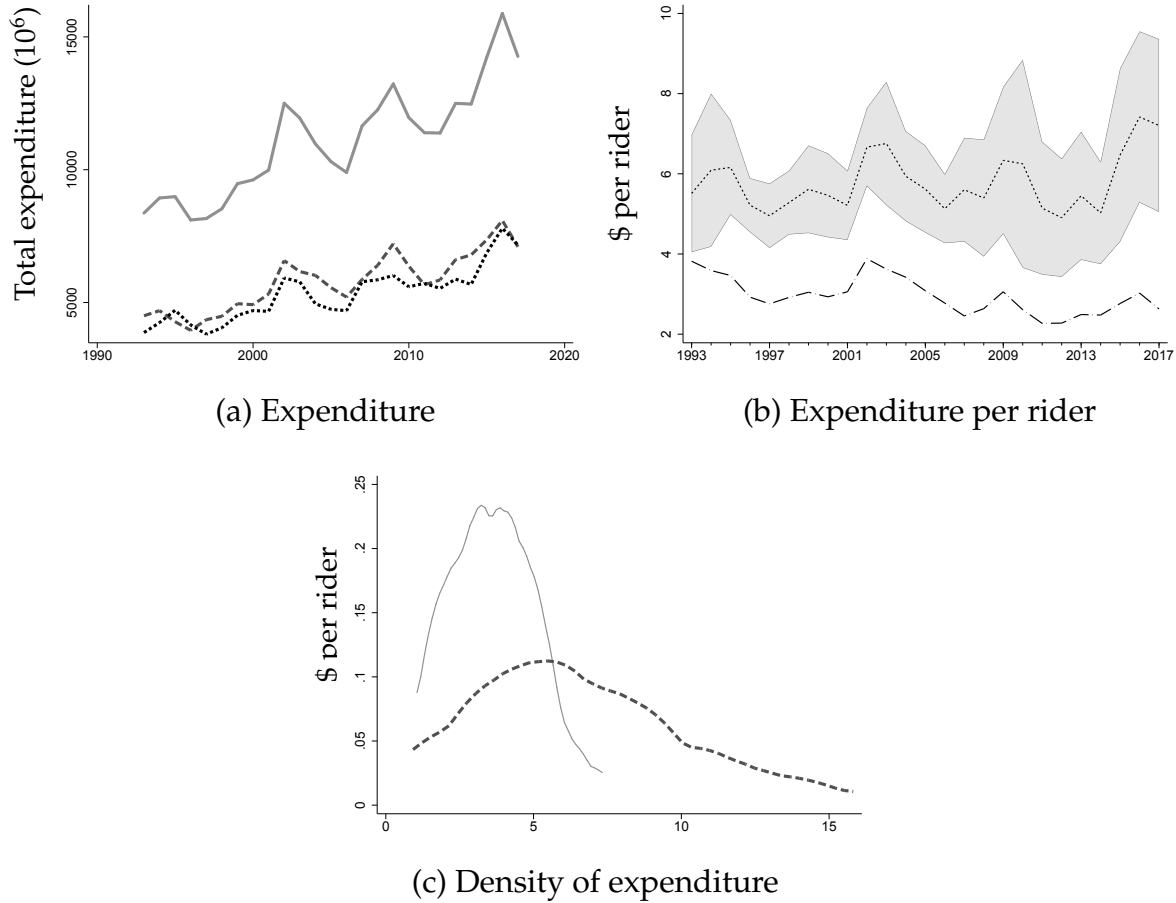 Total expenditure (10⁶)
15000
10000
5000
1990 2000 2010 2020
(a) Expenditure
$ per rider
10
8
6
4
2
1993 1997 2001 2005 2009 2013 2017
(b) Expenditure per rider
$ per rider
.25
.2
.15
.1
.05
0
0 5 10 15
(c) Density of expenditure